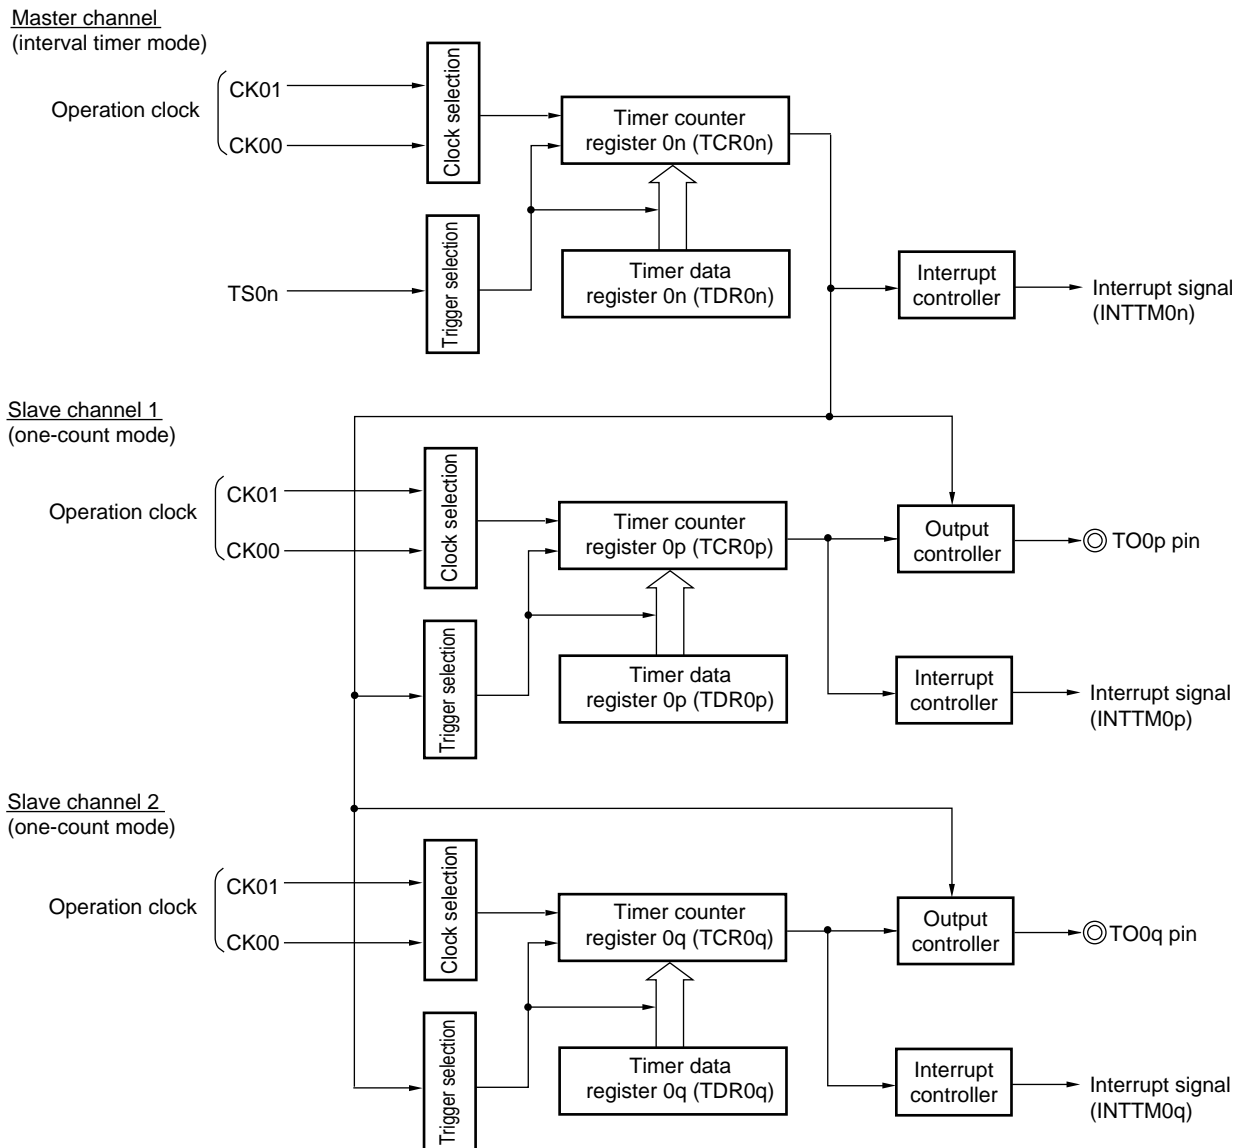 Master channel
(interval timer mode)
Operation clock
CK01
CK00
Clock selection
Timer counter
register 0n (TCR0n)
TS0n
Trigger selection
Timer data
register 0n (TDR0n)
Interrupt
controller
Interrupt signal
(INTTM0n)
Slave channel 1
(one-count mode)
Operation clock
CK01
CK00
Clock selection
Timer counter
register 0p (TCR0p)
Output
controller
TO0p pin
Trigger selection
Timer data
register 0p (TDR0p)
Interrupt
controller
Interrupt signal
(INTTM0p)
Slave channel 2
(one-count mode)
Operation clock
CK01
CK00
Clock selection
Timer counter
register 0q (TCR0q)
Output
controller
TO0q pin
Trigger selection
Timer data
register 0q (TDR0q)
Interrupt
controller
Interrupt signal
(INTTM0q)